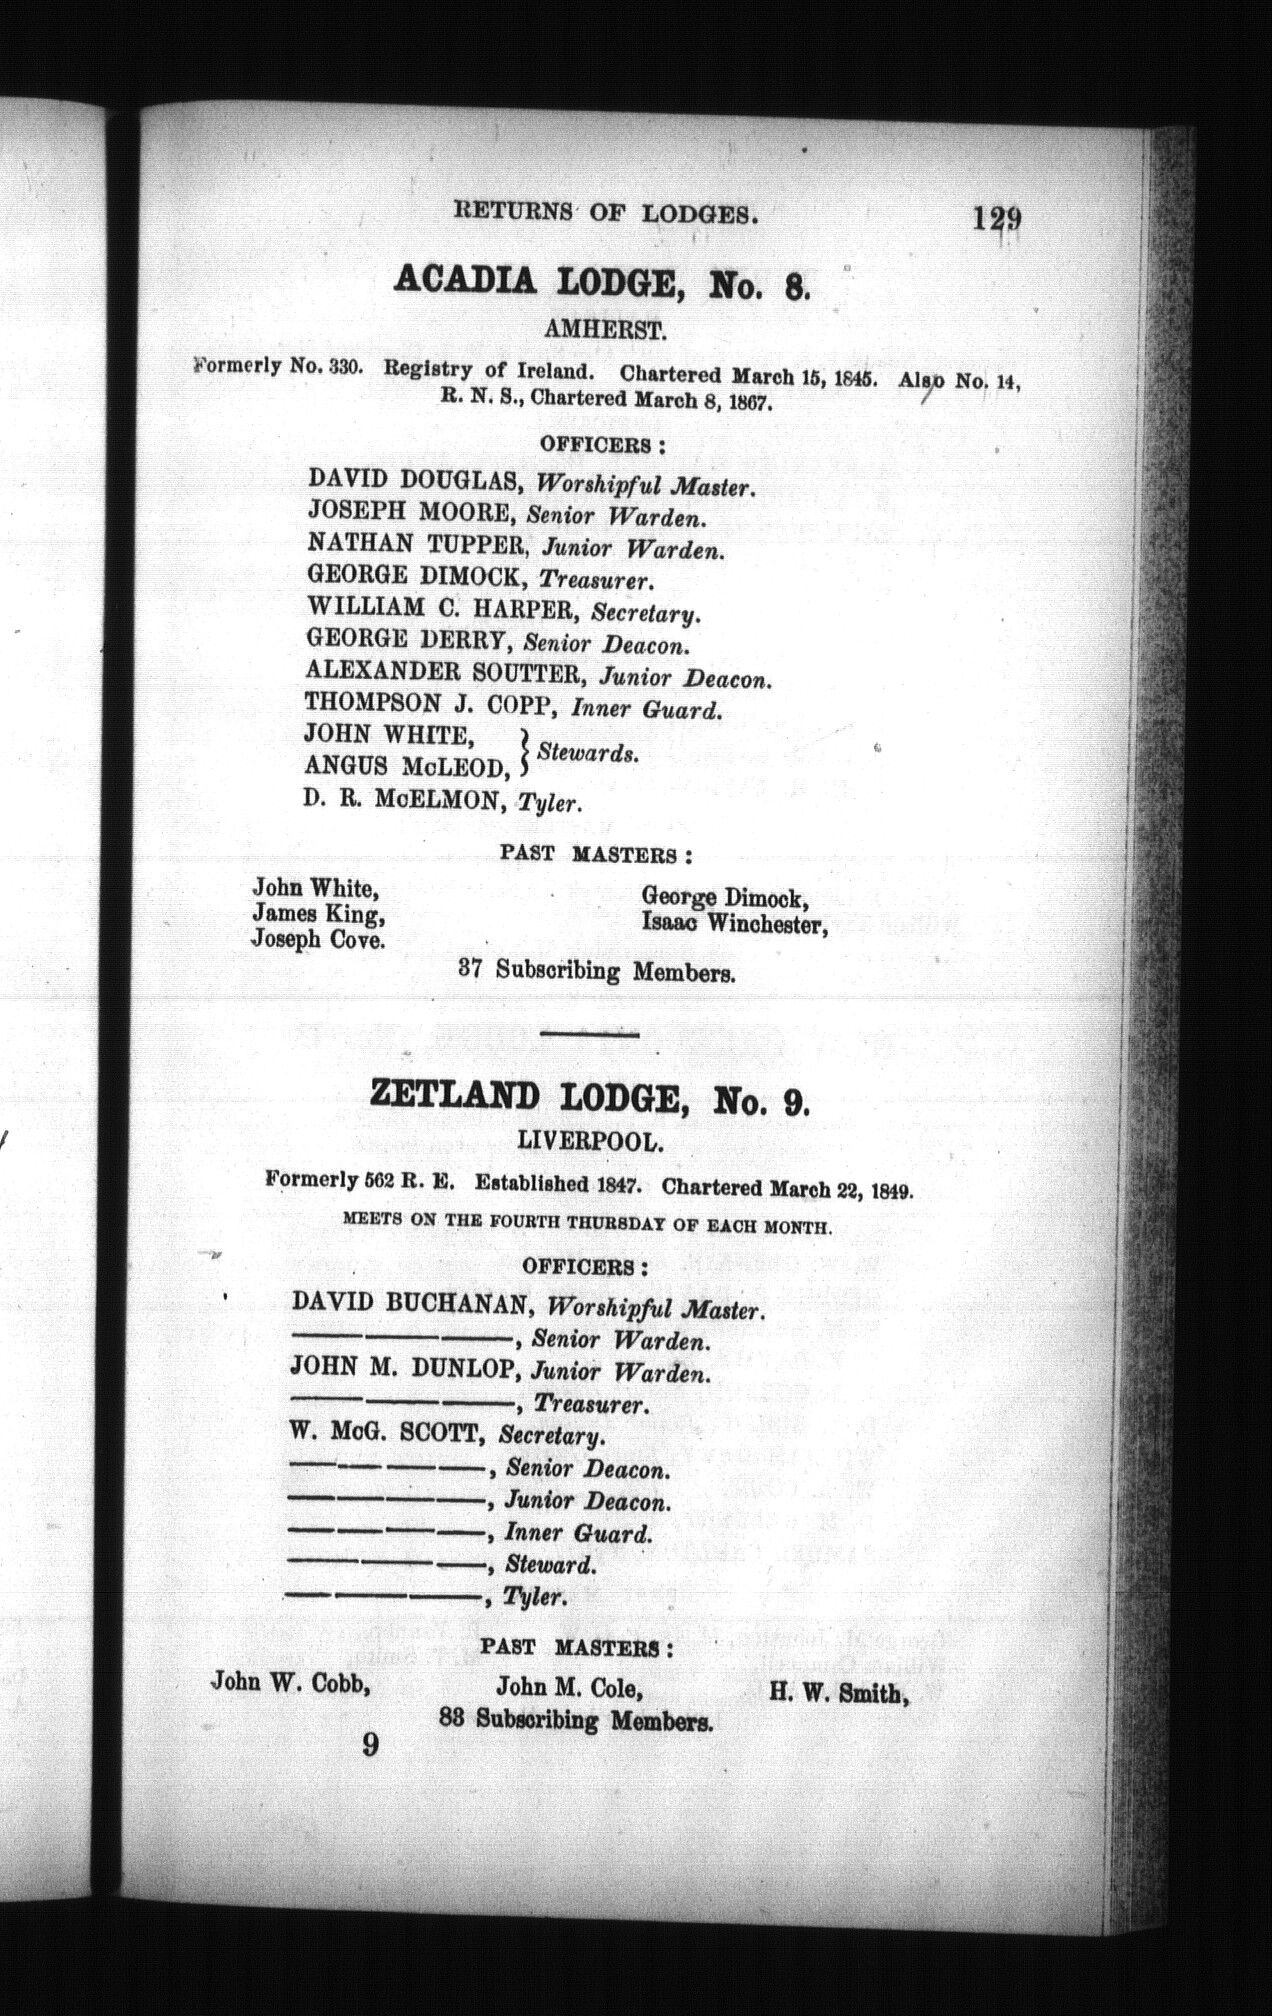 RETURNS OF LODGES. 129
ACADIA LODGE, No. 8.
AMHERST.
Formerly No. 330. Registry of Ireland. Chartered March 15, 1845. Also No. 14,
R. N. S., Chartered March 8, 1867.
OFFICERS:
DAVID DOUGLAS, Worshipful Master.
JOSEPH MOORE, Senior Warden.
NATHAN TUPPER, Junior Warden.
GEORGE DIMOCK, Treasurer.
WILLIAM C. HARPER, Secretary.
GEORGE DERRY, Senior Deacon.
ALEXANDER SOUTTER, Junior Deacon.
THOMPSON J. COPP, Inner Guard.
JOHN WHITE,
ANGUS McLEOD, } Stewards.
D. R. McELMON, Tyler.
PAST MASTERS:
John White, George Dimock,
James King, Isaac Winchester,
Joseph Cove.
37 Subscribing Members.
ZETLAND LODGE, No. 9.
LIVERPOOL.
Formerly 562 R. E. Established 1847. Chartered March 22, 1849.
MEETS ON THE FOURTH THURSDAY OF EACH MONTH.
OFFICERS:
DAVID BUCHANAN, Worshipful Master.
— — —, Senior Warden.
JOHN M. DUNLOP, Junior Warden.
— — —, Treasurer.
W. McG. SCOTT, Secretary.
— — — —, Senior Deacon.
— — — —, Junior Deacon.
— — — —, Inner Guard.
— — —, Steward.
— — —, Tyler.
PAST MASTERS:
John W. Cobb, John M. Cole, H. W. Smith,
83 Subscribing Members.
9